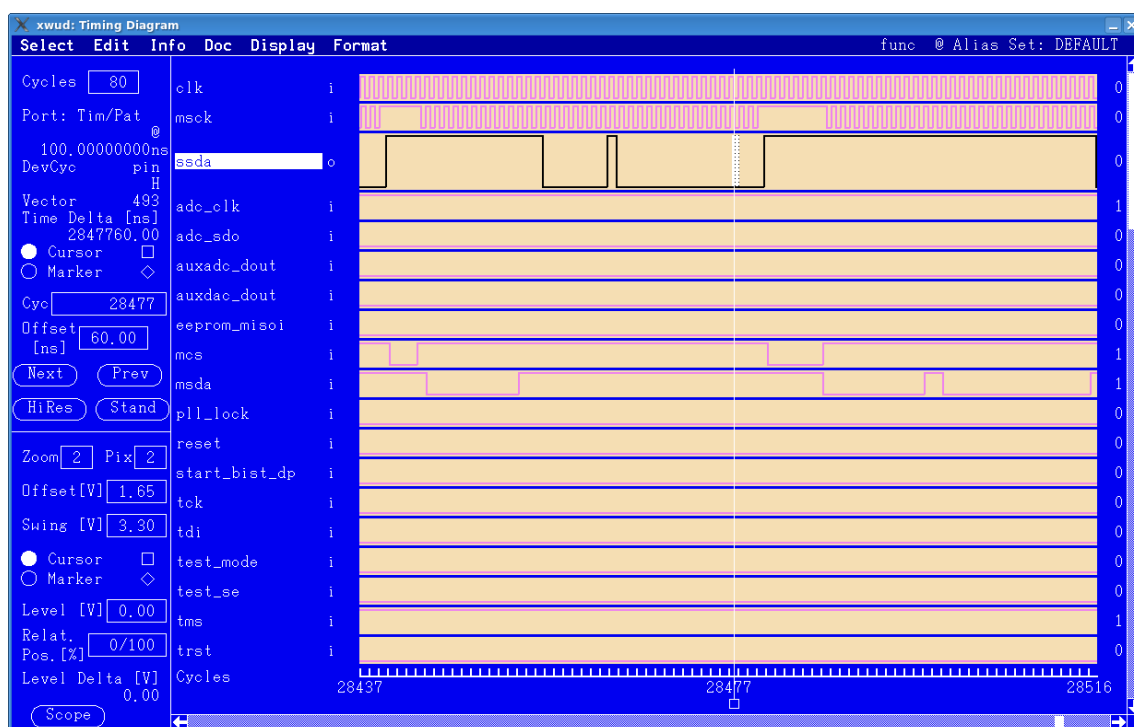 xwud: Timing Diagram
Select Edit Info Doc Display Format func @ Alias Set: DEFAULT
Cycles 80
Port: Tim/Pat
@
100.00000000ns
DevCyc pin
H
Vector 493
Time Delta [ns]
2847760.00
Cursor
Marker
Cyc 28477
Offset [ns] 60.00
Next Prev
HiRes Stand
Zoom 2 Pix 2
Offset[V] 1.65
Swing [V] 3.30
Cursor
Marker
Level [V] 0.00
Relat. Pos.[%] 0/100
Level Delta [V]
0.00
Scope
clk i 0
msck i 0
ssda o 0
adc_clk i 1
adc_sdo i 0
auxadc_dout i 0
auxdac_dout i 0
eeprom_misoi i 0
mcs i 1
msda i 1
pll_lock i 0
reset i 0
start_bist_dp i 0
tck i 0
tdi i 0
test_mode i 0
test_se i 0
tms i 1
trst i 0
Cycles
28437 28477 28516